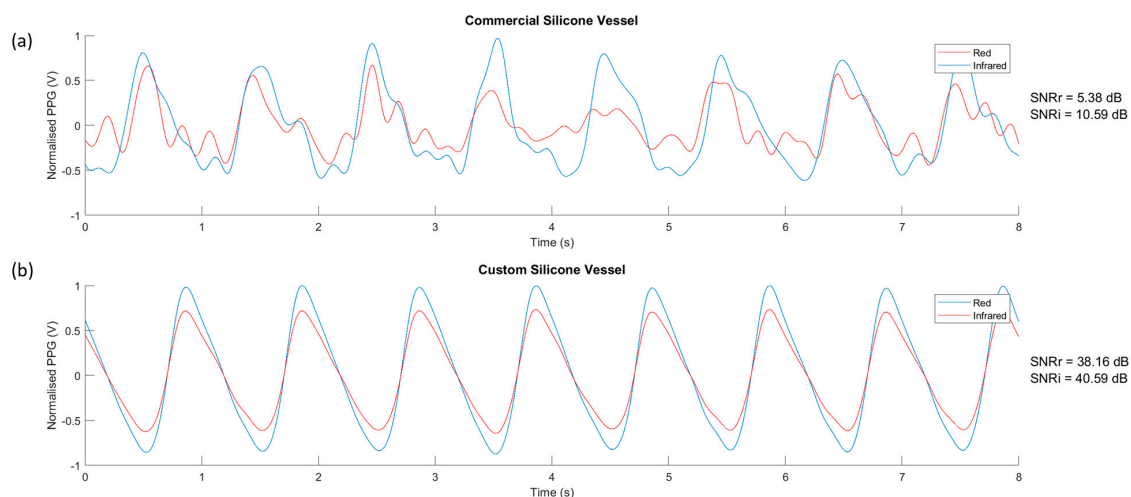 Commercial Silicone Vessel
(a)
Red
Infrared
Normalised PPG (V)
1
0.5
0
-0.5
-1
0 1 2 3 4 5 6 7 8
Time (s)
SNRr = 5.38 dB
SNRi = 10.59 dB
(b)
Custom Silicone Vessel
Red
Infrared
Normalised PPG (V)
1
0.5
0
-0.5
-1
0 1 2 3 4 5 6 7 8
Time (s)
SNRr = 38.16 dB
SNRi = 40.59 dB